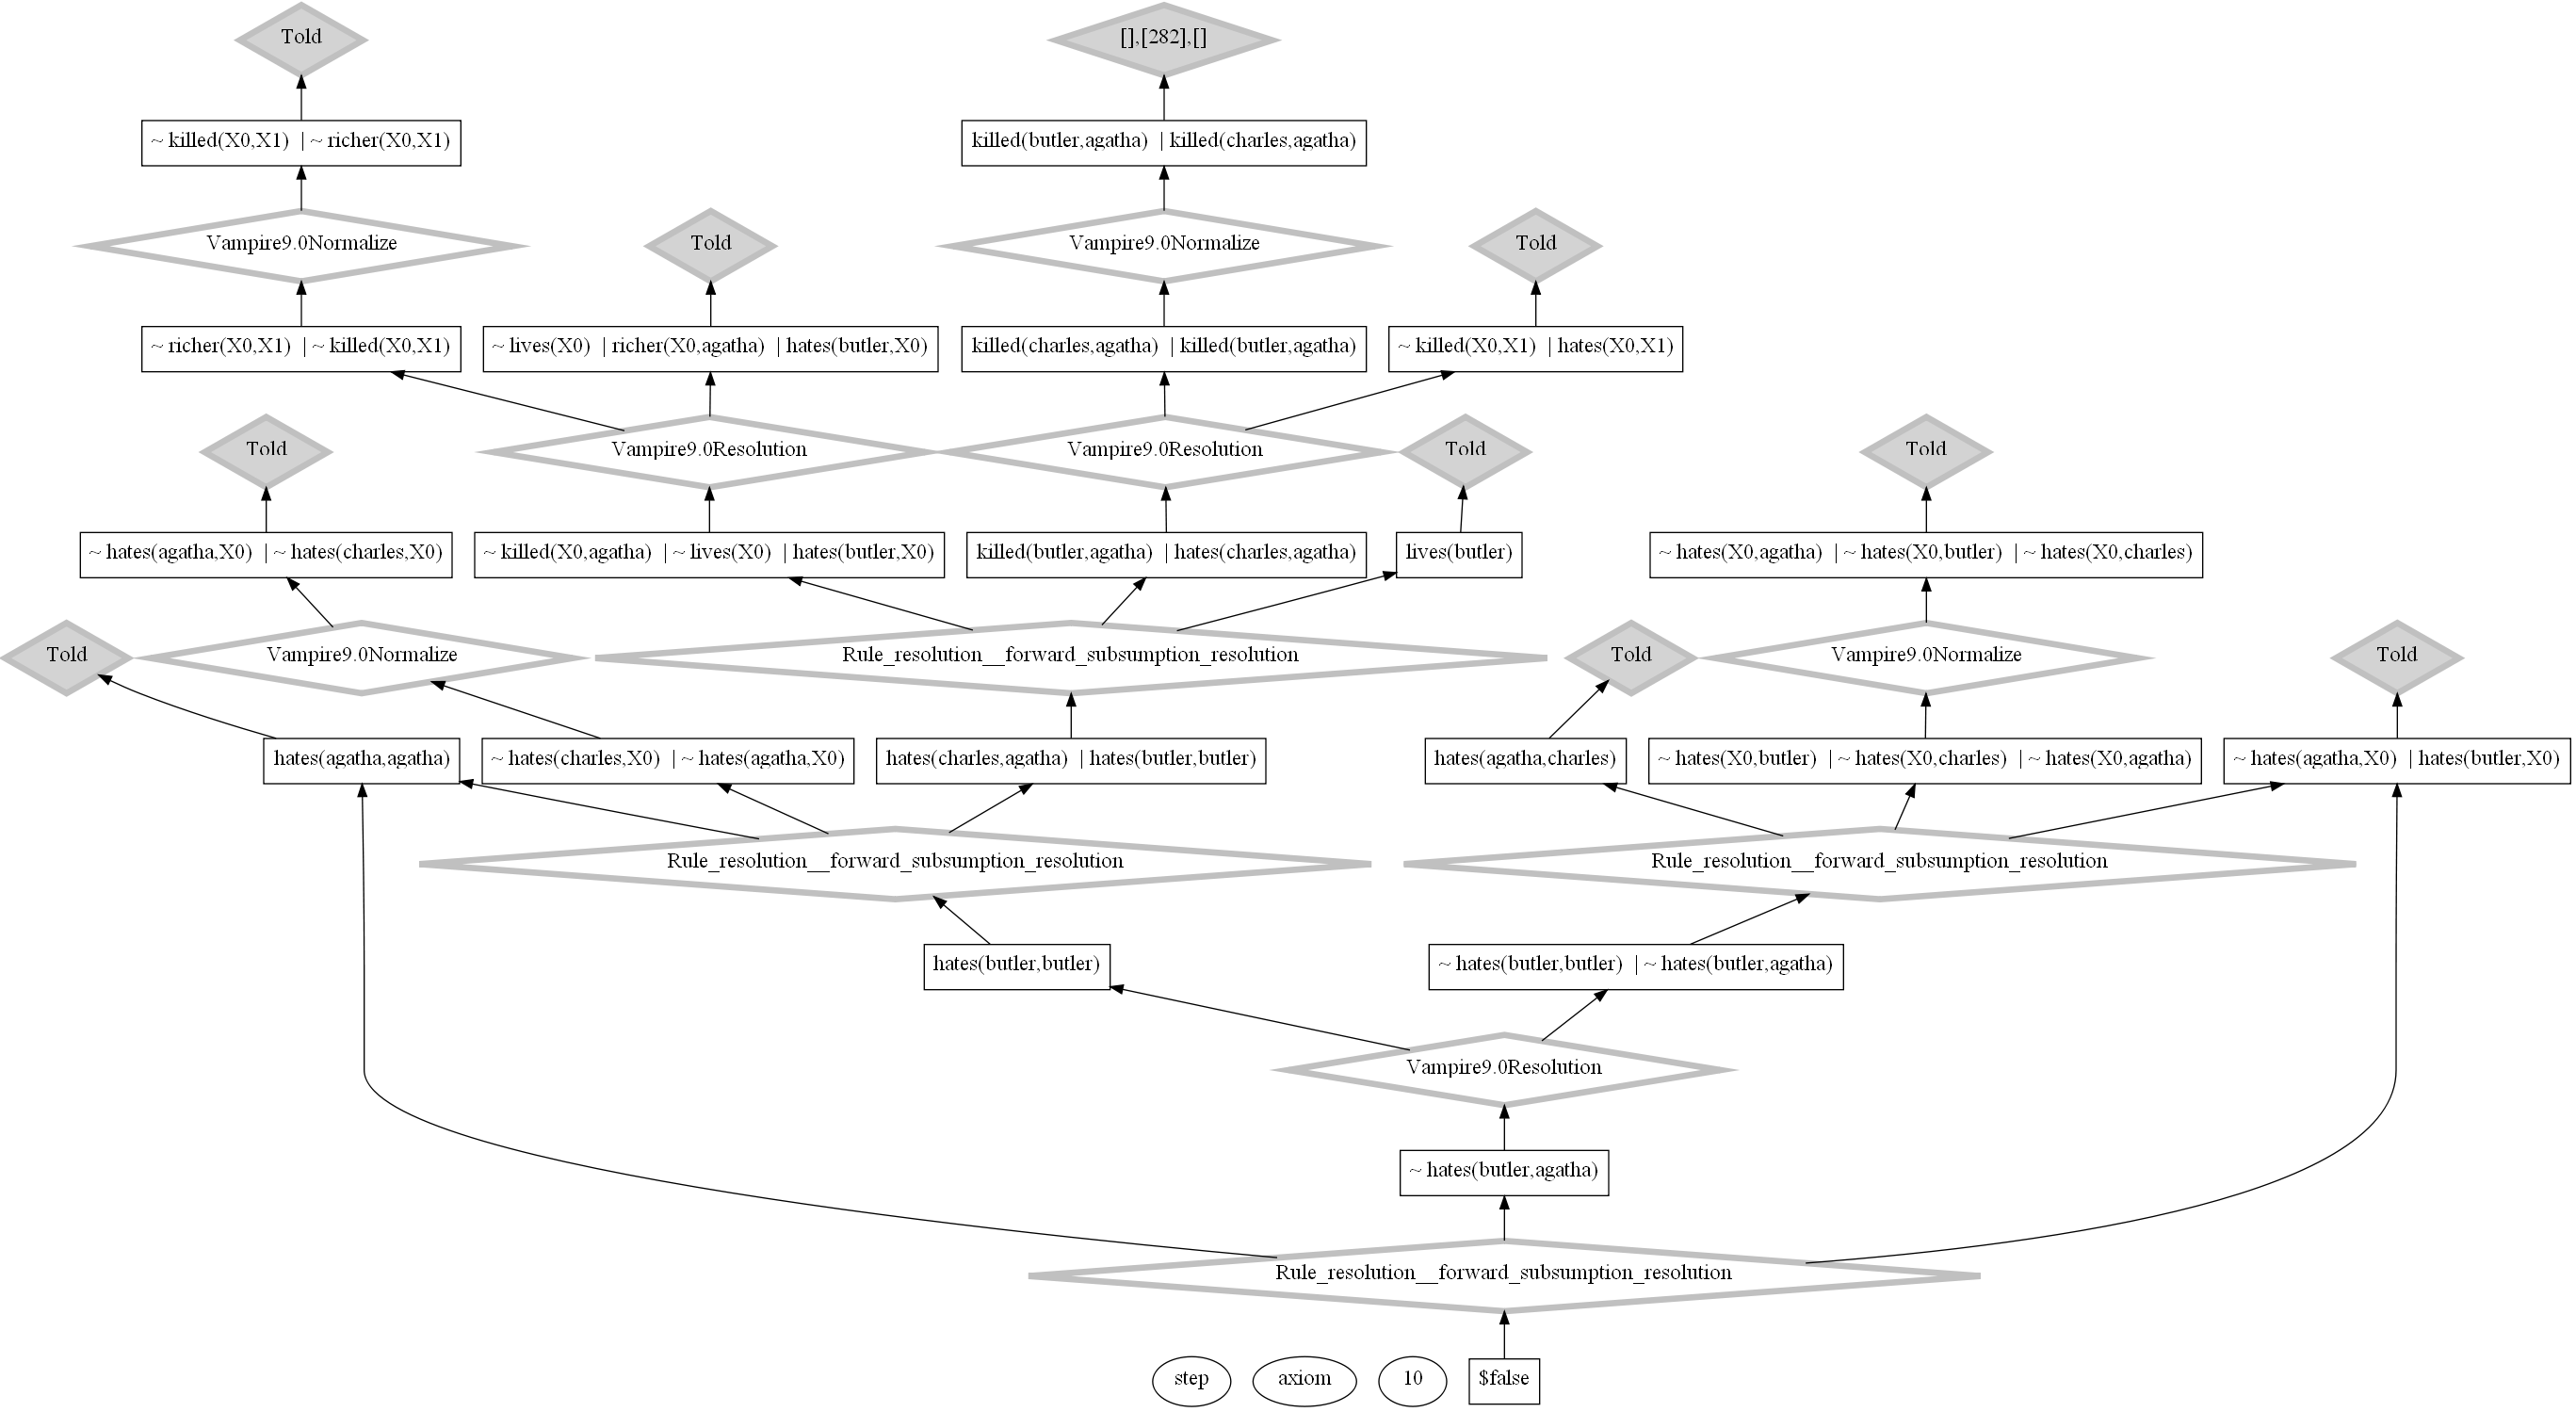 Told
[],[282],[]
~ killed(X0,X1) | ~ richer(X0,X1)
killed(butler,agatha) | killed(charles,agatha)
Vampire9.0Normalize
Told
Vampire9.0Normalize
Told
~ richer(X0,X1) | ~ killed(X0,X1)
~ lives(X0) | richer(X0,agatha) | hates(butler,X0)
killed(charles,agatha) | killed(butler,agatha)
~ killed(X0,X1) | hates(X0,X1)
Told
Vampire9.0Resolution
Vampire9.0Resolution
Told
Told
~ hates(agatha,X0) | ~ hates(charles,X0)
~ killed(X0,agatha) | ~ lives(X0) | hates(butler,X0)
killed(butler,agatha) | hates(charles,agatha)
lives(butler)
~ hates(X0,agatha) | ~ hates(X0,butler) | ~ hates(X0,charles)
Told
Vampire9.0Normalize
Rule_resolution__forward_subsumption_resolution
Told
Vampire9.0Normalize
Told
hates(agatha,agatha)
~ hates(charles,X0) | ~ hates(agatha,X0)
hates(charles,agatha) | hates(butler,butler)
hates(agatha,charles)
~ hates(X0,butler) | ~ hates(X0,charles) | ~ hates(X0,agatha)
~ hates(agatha,X0) | hates(butler,X0)
Rule_resolution__forward_subsumption_resolution
Rule_resolution__forward_subsumption_resolution
hates(butler,butler)
~ hates(butler,butler) | ~ hates(butler,agatha)
Vampire9.0Resolution
~ hates(butler,agatha)
Rule_resolution__forward_subsumption_resolution
step
axiom
10
$false